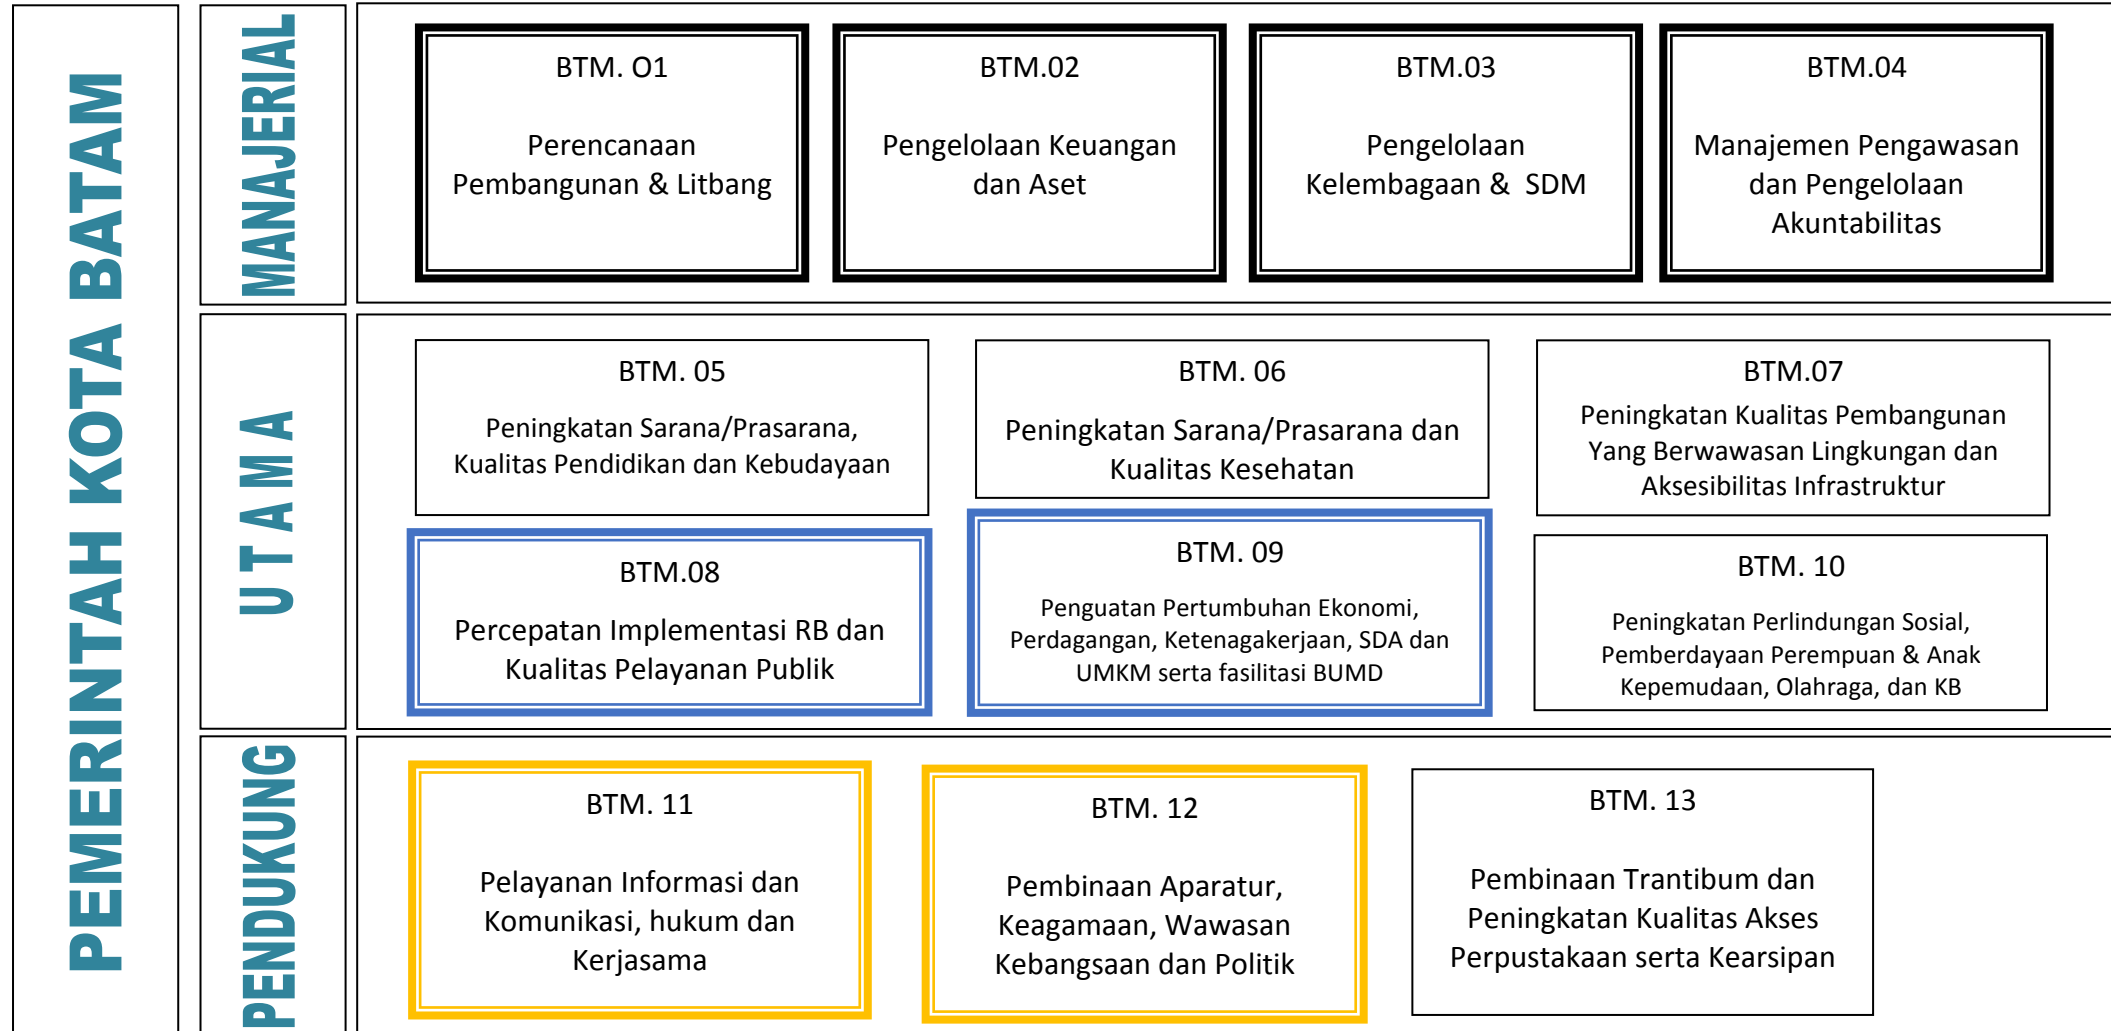 PEMERINTAH KOTA BATAM
MANAJERIAL
BTM. O1
Perencanaan
Pembangunan & Litbang
BTM.02
Pengelolaan Keuangan
dan Aset
BTM.03
Pengelolaan
Kelembagaan & SDM
BTM.04
Manajemen Pengawasan
dan Pengelolaan
Akuntabilitas
U T A M A
BTM. 05
Peningkatan Sarana/Prasarana,
Kualitas Pendidikan dan Kebudayaan
BTM. 06
Peningkatan Sarana/Prasarana dan
Kualitas Kesehatan
BTM.07
Peningkatan Kualitas Pembangunan
Yang Berwawasan Lingkungan dan
Aksesibilitas Infrastruktur
BTM.08
Percepatan Implementasi RB dan
Kualitas Pelayanan Publik
BTM. 09
Penguatan Pertumbuhan Ekonomi,
Perdagangan, Ketenagakerjaan, SDA dan
UMKM serta fasilitasi BUMD
BTM. 10
Peningkatan Perlindungan Sosial,
Pemberdayaan Perempuan & Anak
Kepemudaan, Olahraga, dan KB
PENDUKUNG
BTM. 11
Pelayanan Informasi dan
Komunikasi, hukum dan
Kerjasama
BTM. 12
Pembinaan Aparatur,
Keagamaan, Wawasan
Kebangsaan dan Politik
BTM. 13
Pembinaan Trantibum dan
Peningkatan Kualitas Akses
Perpustakaan serta Kearsipan